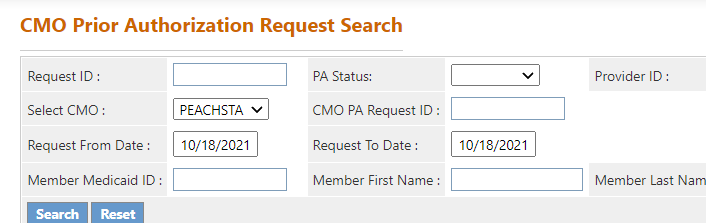 CMO Prior Authorization Request Search
Request ID : PA Status: Provider ID :
Select CMO : PEACHSTA CMO PA Request ID :
Request From Date : 10/18/2021 Request To Date : 10/18/2021
Member Medicaid ID : Member First Name : Member Last Nam
Search Reset